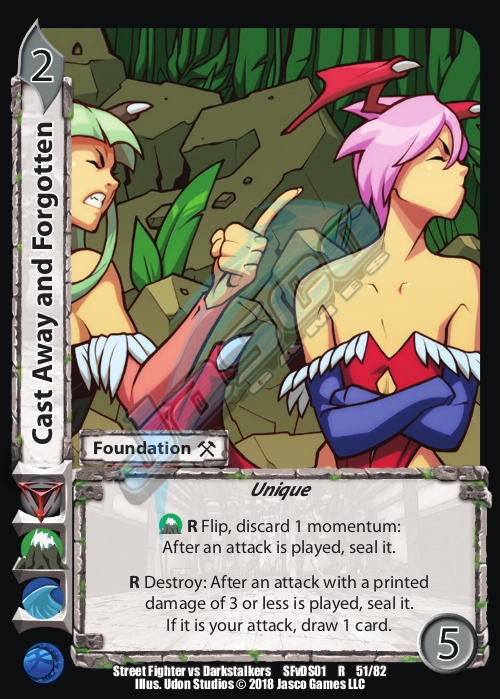 2
Cast Away and Forgotten
JASCO
GAMES
Foundation
Unique
R Flip, discard 1 momentum:
After an attack is played, seal it.
R Destroy: After an attack with a printed
damage of 3 or less is played, seal it.
If it is your attack, draw 1 card.
5
Street Fighter vs Darkstalkers SFvDS01 R 51/82
Illus. Udon Studios © 2018 Jasco Games LLC